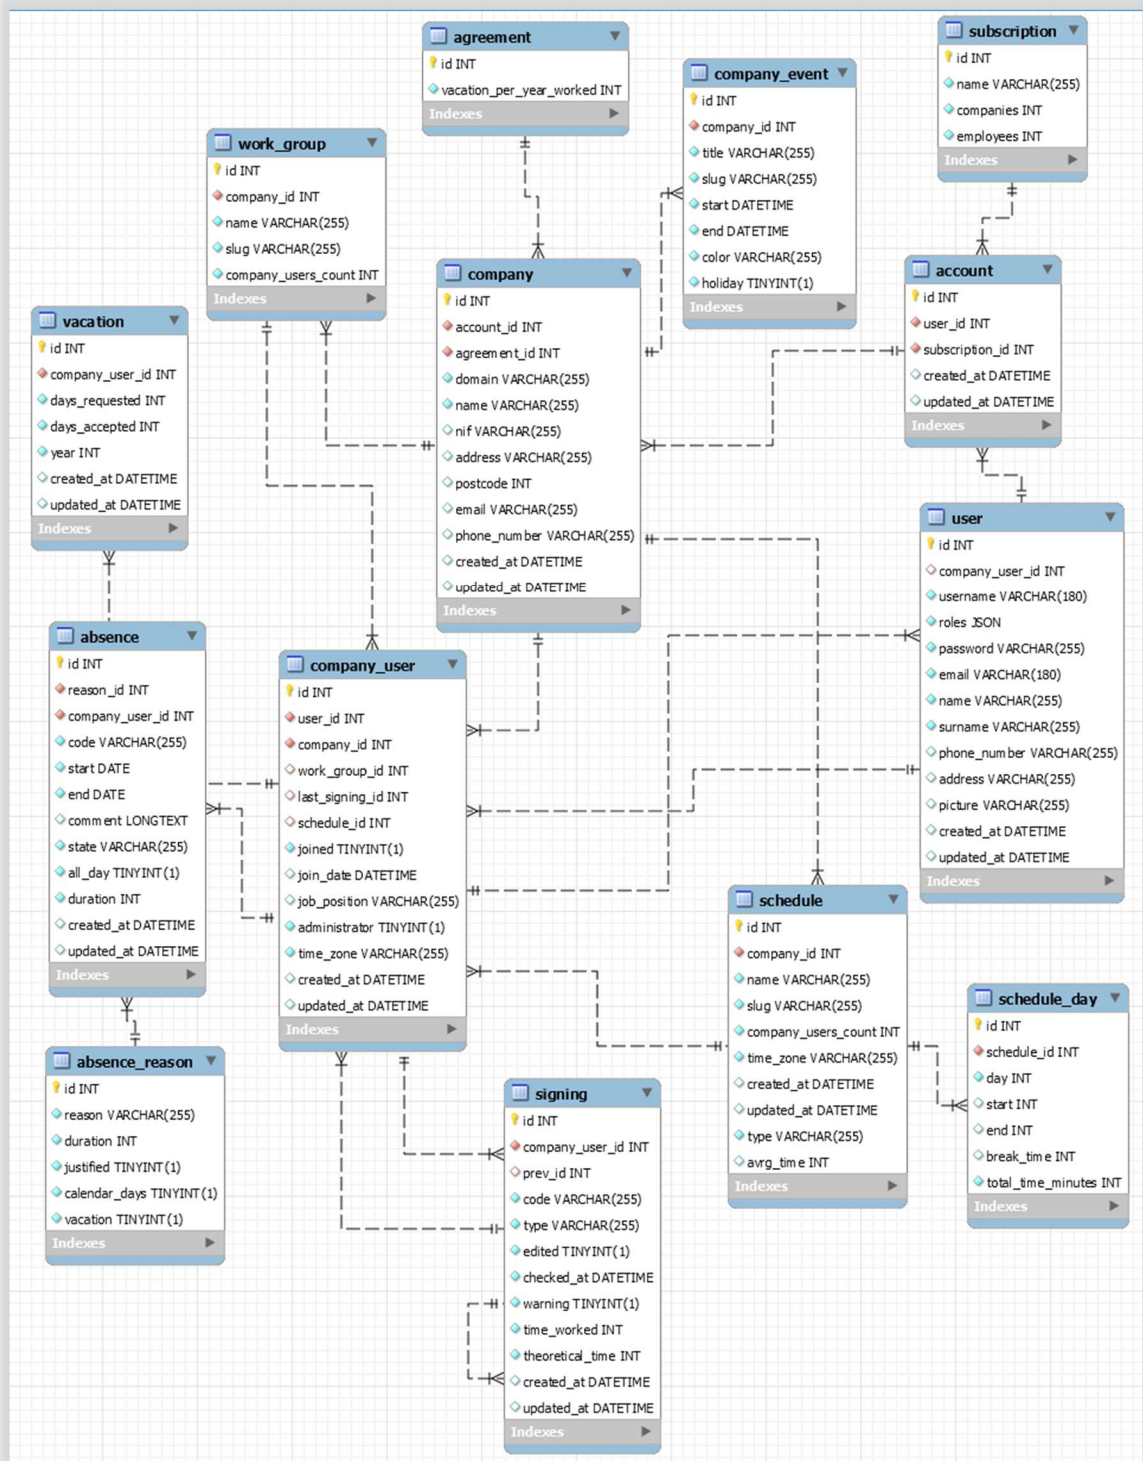 agreement
id INT
vacation_per_year_worked INT
Indexes
subscription
id INT
name VARCHAR(255)
companies INT
employees INT
Indexes
company_event
id INT
company_id INT
title VARCHAR(255)
slug VARCHAR(255)
start DATETIME
end DATETIME
color VARCHAR(255)
holiday TINYINT(1)
Indexes
work_group
id INT
company_id INT
name VARCHAR(255)
slug VARCHAR(255)
company_users_count INT
Indexes
company
id INT
account_id INT
agreement_id INT
domain VARCHAR(255)
name VARCHAR(255)
nif VARCHAR(255)
address VARCHAR(255)
postcode INT
email VARCHAR(255)
phone_number VARCHAR(255)
created_at DATETIME
updated_at DATETIME
Indexes
account
id INT
user_id INT
subscription_id INT
created_at DATETIME
updated_at DATETIME
Indexes
vacation
id INT
company_user_id INT
days_requested INT
days_accepted INT
year INT
created_at DATETIME
updated_at DATETIME
Indexes
user
id INT
company_user_id INT
username VARCHAR(180)
roles JSON
password VARCHAR(255)
email VARCHAR(180)
name VARCHAR(255)
surname VARCHAR(255)
phone_number VARCHAR(255)
address VARCHAR(255)
picture VARCHAR(255)
created_at DATETIME
updated_at DATETIME
Indexes
absence
id INT
reason_id INT
company_user_id INT
code VARCHAR(255)
start DATE
end DATE
comment LONGTEXT
state VARCHAR(255)
all_day TINYINT(1)
duration INT
created_at DATETIME
updated_at DATETIME
Indexes
company_user
id INT
user_id INT
company_id INT
work_group_id INT
last_signing_id INT
schedule_id INT
joined TINYINT(1)
join_date DATETIME
job_position VARCHAR(255)
administrator TINYINT(1)
time_zone VARCHAR(255)
created_at DATETIME
updated_at DATETIME
Indexes
schedule
id INT
company_id INT
name VARCHAR(255)
slug VARCHAR(255)
company_users_count INT
time_zone VARCHAR(255)
created_at DATETIME
updated_at DATETIME
type VARCHAR(255)
avrg_time INT
Indexes
schedule_day
id INT
schedule_id INT
day INT
start INT
end INT
break_time INT
total_time_minutes INT
Indexes
absence_reason
id INT
reason VARCHAR(255)
duration INT
justified TINYINT(1)
calendar_days TINYINT(1)
vacation TINYINT(1)
Indexes
signing
id INT
company_user_id INT
prev_id INT
code VARCHAR(255)
type VARCHAR(255)
edited TINYINT(1)
checked_at DATETIME
warning TINYINT(1)
time_worked INT
theoretical_time INT
created_at DATETIME
updated_at DATETIME
Indexes